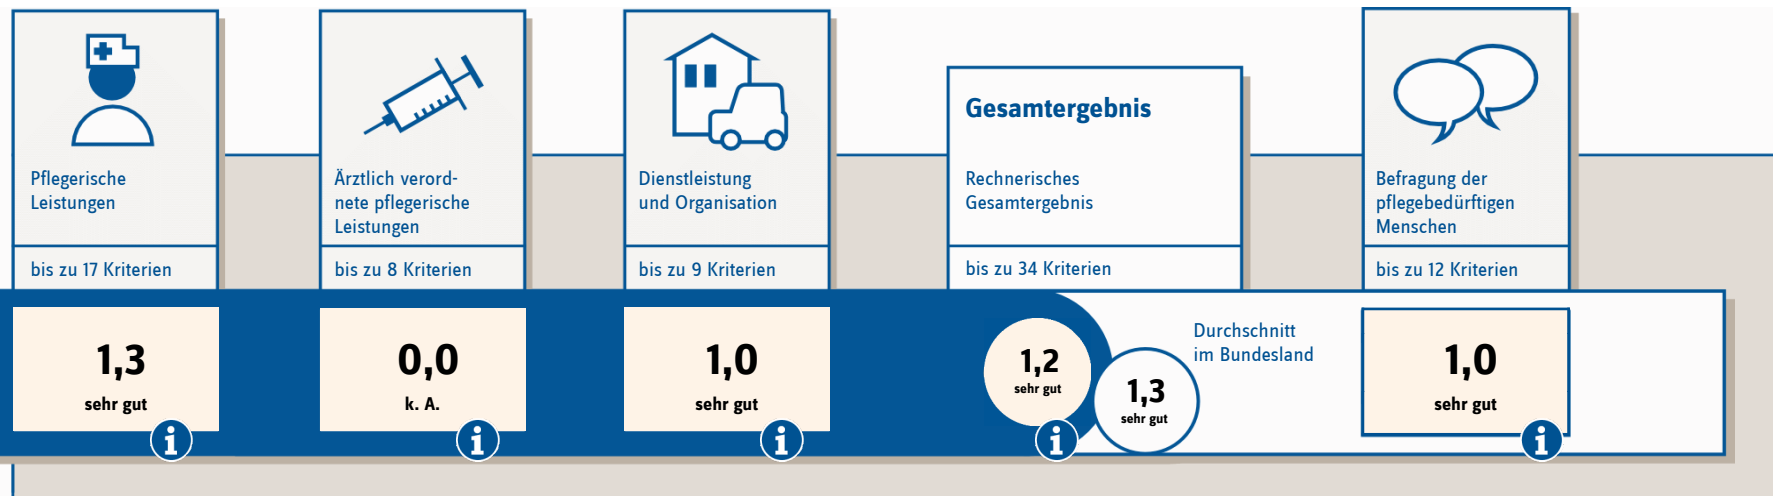 Pflegerische
Leistungen
bis zu 17 Kriterien
1,3
sehr gut
i
Ärztlich verord-
nete pflegerische
Leistungen
bis zu 8 Kriterien
0,0
k. A.
i
Dienstleistung
und Organisation
bis zu 9 Kriterien
1,0
sehr gut
i
Gesamtergebnis
Rechnerisches
Gesamtergebnis
bis zu 34 Kriterien
1,2
sehr gut
i
1,3
sehr gut
Durchschnitt
im Bundesland
Befragung der
pflegebedürftigen
Menschen
bis zu 12 Kriterien
1,0
sehr gut
i